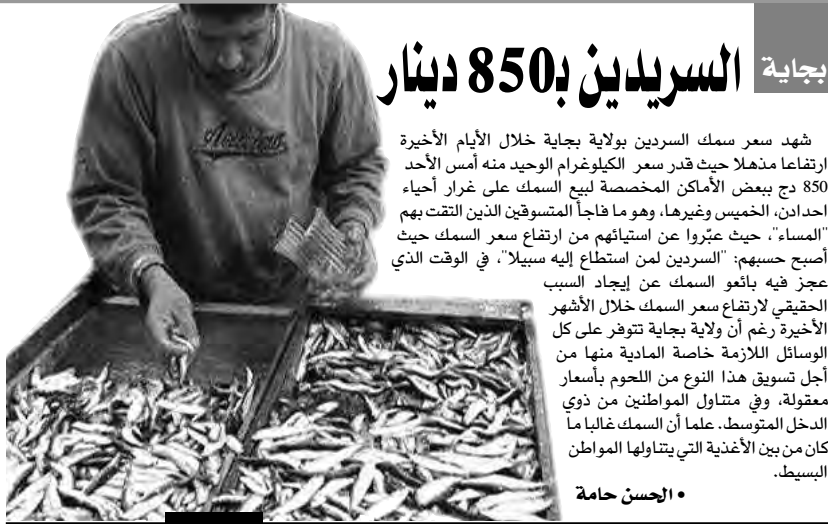 بجاية
السريدين بـ850 دينار
شهد سعر سمك السردين بولاية بجاية خلال الأيام الأخيرة
ارتفاعا مذهلا حيث قدر سعر الكيلوغرام الوحيد منه أمس الأحد
850 دج ببعض الأماكن المخصصة لبيع السمك على غرار أحياء
احدادن، الخميس وغيرها، وهو ما فاجأ المتسوقين الذين التقت بهم
"المساء"، حيث عبّروا عن استيائهم من ارتفاع سعر السمك حيث
أصبح حسبهم: "السردين لمن استطاع إليه سبيلا"، في الوقت الذي
عجز فيه بائعو السمك عن إيجاد السبب
الحقيقي لارتفاع سعر السمك خلال الأشهر
الأخيرة رغم أن ولاية بجاية تتوفر على كل
الوسائل اللازمة خاصة المادية منها من
أجل تسويق هذا النوع من اللحوم بأسعار
معقولة، وفي متناول المواطنين من ذوي
الدخل المتوسط. علما أن السمك غالبا ما
كان من بين الأغذية التي يتناولها المواطن
البسيط.
• الحسن حامة